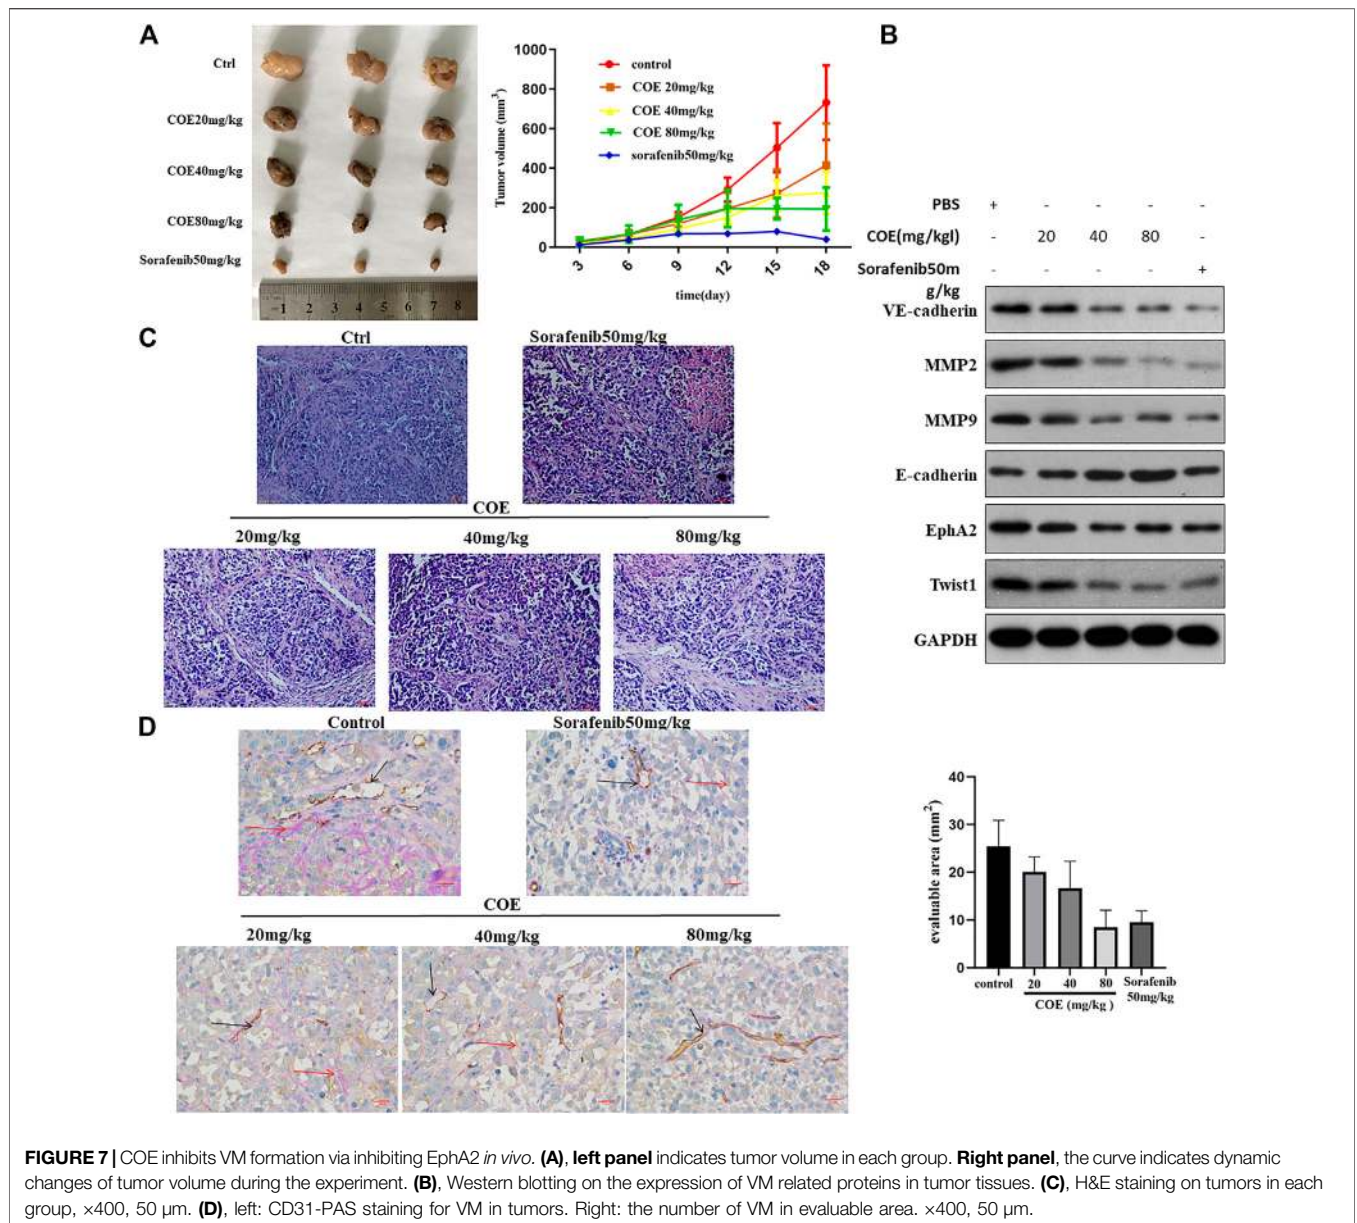 A
Ctrl
COE20mg/kg
COE40mg/kg
COE80mg/kg
Sorafenib50mg/kg
1 2 3 4 5 6 7 8
Tumor volume (mm3)
1000
800
600
400
200
0
control
COE 20mg/kg
COE 40mg/kg
COE 80mg/kg
sorafenib50mg/kg
3 6 9 12 15 18
time(day)
B
PBS + - - - -
COE(mg/kgl) - 20 40 80 -
Sorafenib50m - - - - +
g/kg
VE-cadherin
MMP2
MMP9
E-cadherin
EphA2
Twist1
GAPDH
C
Ctrl Sorafenib50mg/kg
COE
20mg/kg 40mg/kg 80mg/kg
D
Control Sorafenib50mg/kg
COE
20mg/kg 40mg/kg 80mg/kg
evaluable area (mm2)
40
30
20
10
0
control 20 40 80 Sorafenib
50mg/kg
COE (mg/kg )
FIGURE 7 | COE inhibits VM formation via inhibiting EphA2 in vivo. (A), left panel indicates tumor volume in each group. Right panel, the curve indicates dynamic
changes of tumor volume during the experiment. (B), Western blotting on the expression of VM related proteins in tumor tissues. (C), H&E staining on tumors in each
group, ×400, 50 µm. (D), left: CD31-PAS staining for VM in tumors. Right: the number of VM in evaluable area. ×400, 50 µm.